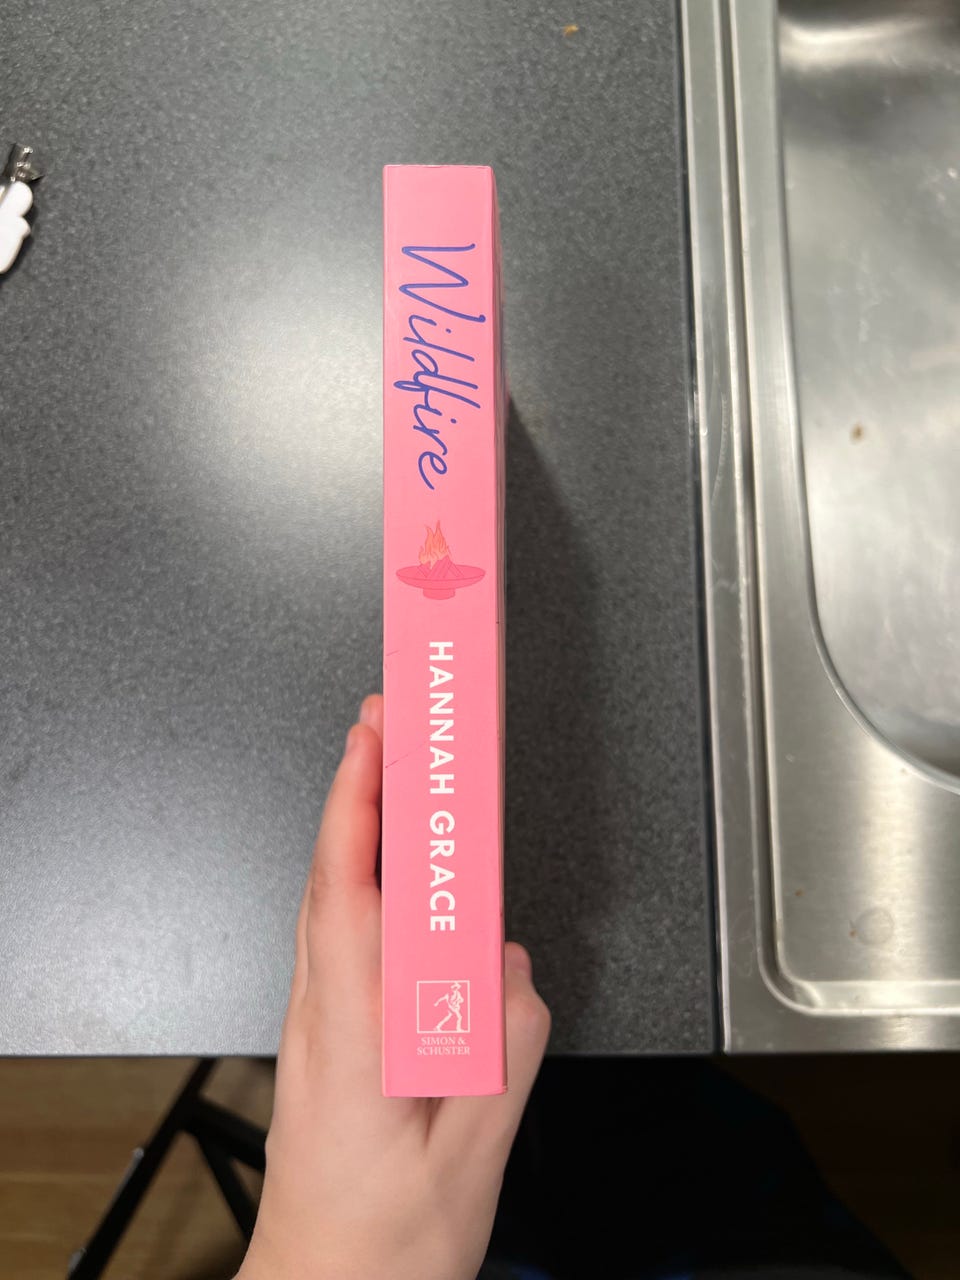 Wildfire
HANNAH GRACE
SIMON &
SCHUSTER